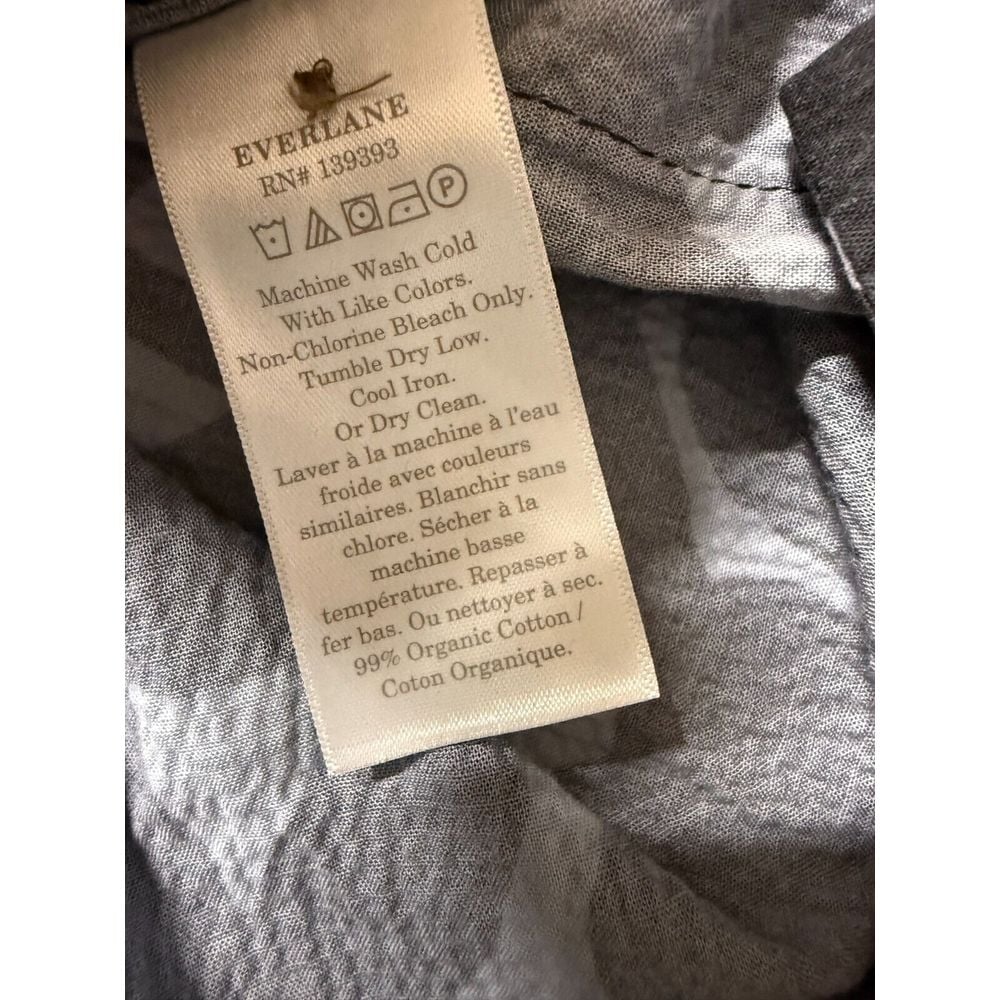 EVERLANE
RN# 139393
P
Machine Wash Cold
With Like Colors.
Non-Chlorine Bleach Only.
Tumble Dry Low.
Cool Iron.
Or Dry Clean.
Laver à la machine à l'eau
froide avec couleurs
similaires. Blanchir sans
chlore. Sécher à la
machine basse
température. Repasser à
fer bas. Ou nettoyer à sec.
99% Organic Cotton /
Coton Organique.